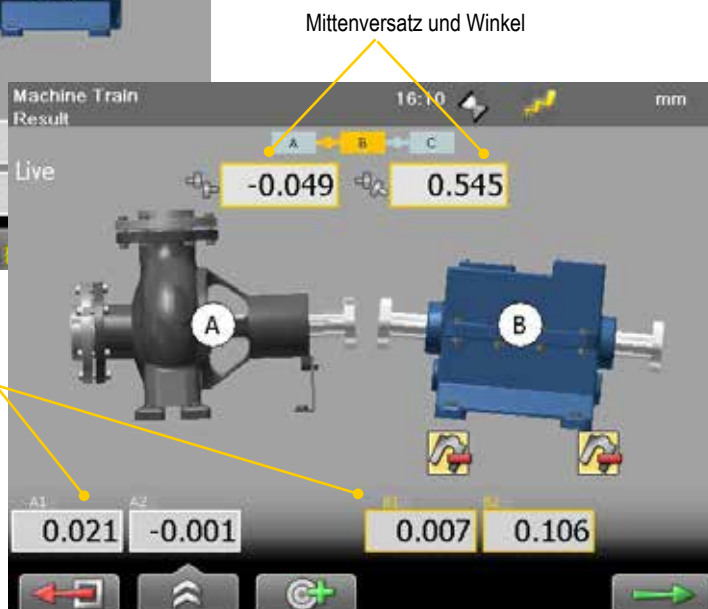 Mittenversatz und Winkel
Machine Train 16:10 mm
Result
A B C
Live
-0.049 0.545
A B
A1 A2 B1 B2
0.021 -0.001 0.007 0.106